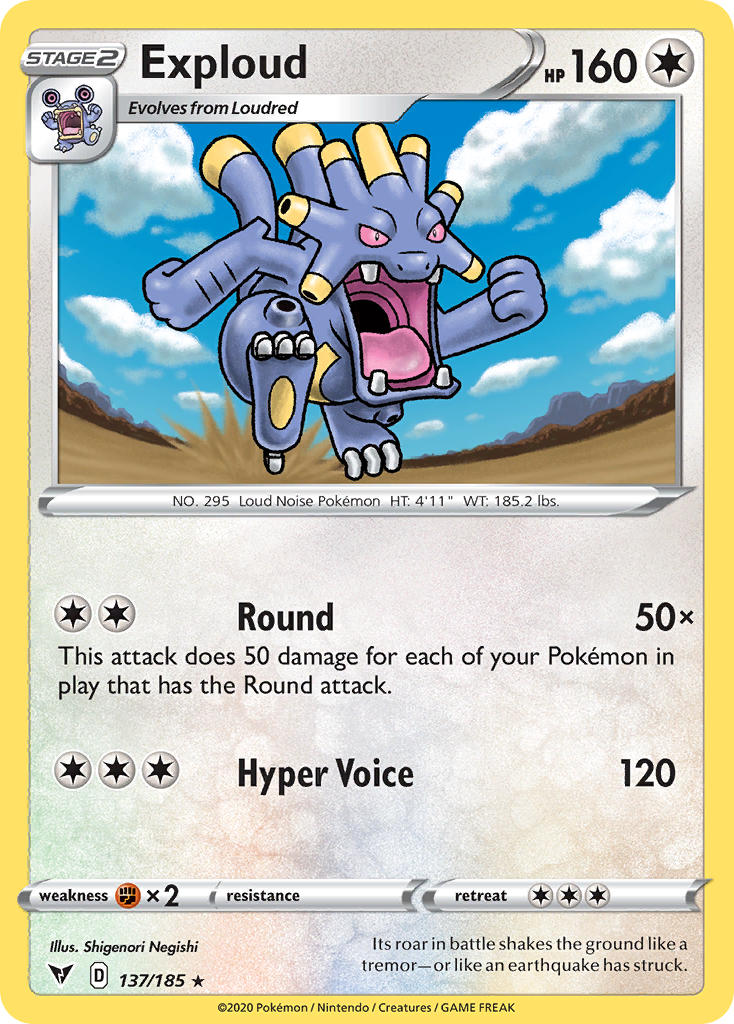 STAGE 2
Exploud
HP 160
Evolves from Loudred
NO. 295 Loud Noise Pokémon HT: 4'11" WT: 185.2 lbs.
Round 50×
This attack does 50 damage for each of your Pokémon in
play that has the Round attack.
Hyper Voice 120
weakness ×2 resistance retreat
Illus. Shigenori Negishi
Its roar in battle shakes the ground like a
tremor—or like an earthquake has struck.
D 137/185 ★
©2020 Pokémon / Nintendo / Creatures / GAME FREAK